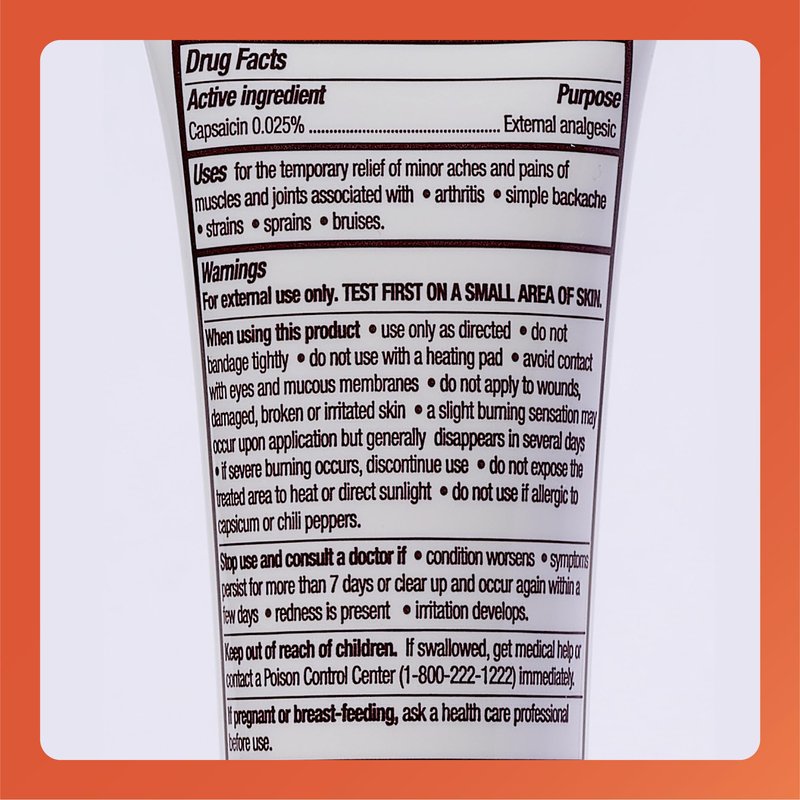 Drug Facts
Active ingredient Purpose
Capsaicin 0.025% ................................................ External analgesic
Uses for the temporary relief of minor aches and pains of
muscles and joints associated with • arthritis • simple backache
• strains • sprains • bruises.
Warnings
For external use only. TEST FIRST ON A SMALL AREA OF SKIN.
When using this product • use only as directed • do not
bandage tightly • do not use with a heating pad • avoid contact
with eyes and mucous membranes • do not apply to wounds,
damaged, broken or irritated skin • a slight burning sensation may
occur upon application but generally disappears in several days
• if severe burning occurs, discontinue use • do not expose the
treated area to heat or direct sunlight • do not use if allergic to
capsicum or chili peppers.
Stop use and consult a doctor if • condition worsens • symptoms
persist for more than 7 days or clear up and occur again within a
few days • redness is present • irritation develops.
Keep out of reach of children. If swallowed, get medical help or
contact a Poison Control Center (1-800-222-1222) immediately.
If pregnant or breast-feeding, ask a health care professional
before use.